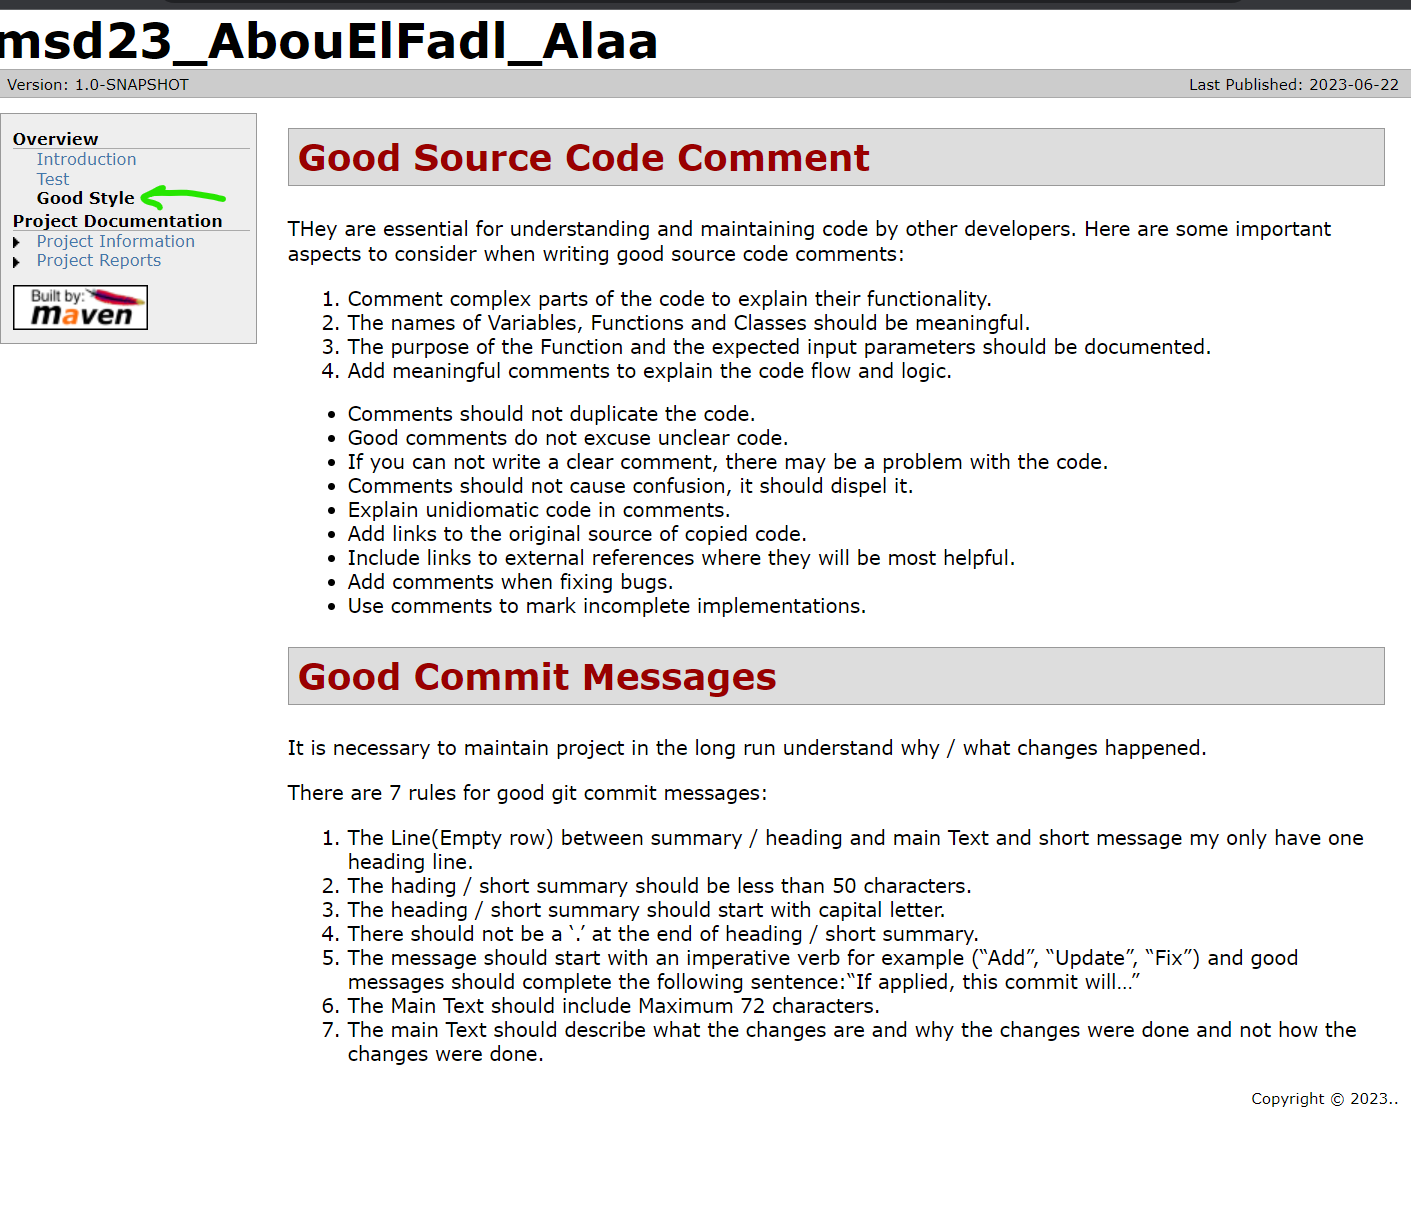 msd23_AbouElFadl_Alaa
Version: 1.0-SNAPSHOT
Last Published: 2023-06-22
Overview
Introduction
Test
Good Style
Project Documentation
Project Information
Project Reports
Built by:
maven
Good Source Code Comment
THey are essential for understanding and maintaining code by other developers. Here are some important
aspects to consider when writing good source code comments:
1. Comment complex parts of the code to explain their functionality.
2. The names of Variables, Functions and Classes should be meaningful.
3. The purpose of the Function and the expected input parameters should be documented.
4. Add meaningful comments to explain the code flow and logic.
• Comments should not duplicate the code.
• Good comments do not excuse unclear code.
• If you can not write a clear comment, there may be a problem with the code.
• Comments should not cause confusion, it should dispel it.
• Explain unidiomatic code in comments.
• Add links to the original source of copied code.
• Include links to external references where they will be most helpful.
• Add comments when fixing bugs.
• Use comments to mark incomplete implementations.
Good Commit Messages
It is necessary to maintain project in the long run understand why / what changes happened.
There are 7 rules for good git commit messages:
1. The Line(Empty row) between summary / heading and main Text and short message my only have one
heading line.
2. The hading / short summary should be less than 50 characters.
3. The heading / short summary should start with capital letter.
4. There should not be a ‘.’ at the end of heading / short summary.
5. The message should start with an imperative verb for example (“Add”, “Update”, “Fix”) and good
messages should complete the following sentence:“If applied, this commit will…”
6. The Main Text should include Maximum 72 characters.
7. The main Text should describe what the changes are and why the changes were done and not how the
changes were done.
Copyright © 2023..